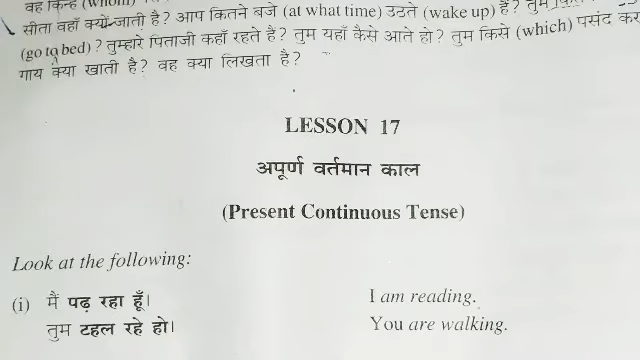 वह किन्हें (whom)
सीता वहाँ क्यों जाती है? आप कितने बजे (at what time) उठते (wake up) हैं? तुम
(go to bed)? तुम्हारे पिताजी कहाँ रहते हैं? तुम यहाँ कैसे आते हो? तुम किसे (which) पसंद कर
गाय क्या खाती है? वह क्या लिखता है?
LESSON 17
अपूर्ण वर्तमान काल
(Present Continuous Tense)
Look at the following:
(i) मैं पढ़ रहा हूँ। I am reading.
तुम टहल रहे हो। You are walking.